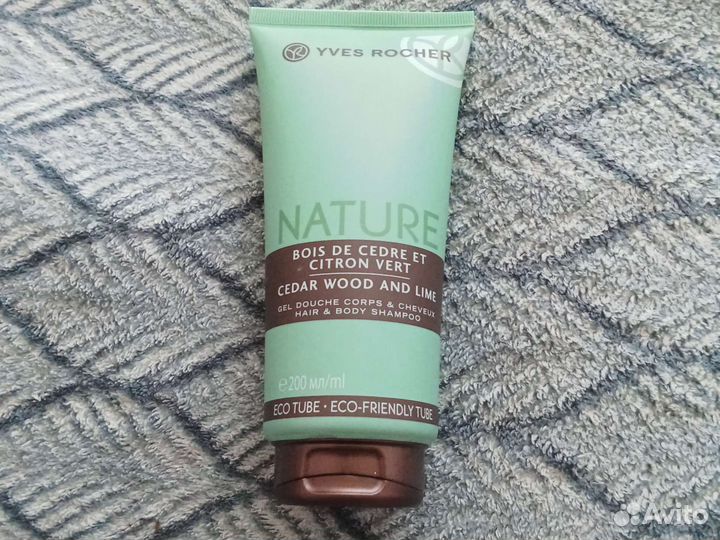 YVES ROCHER
NATURE
BOIS DE CEDRE ET
CITRON VERT
CEDAR WOOD AND LIME
GEL DOUCHE CORPS & CHEVEUX
HAIR & BODY SHAMPOO
℮200 мл/ml
ECO TUBE • ECO-FRIENDLY TUBE
Avito